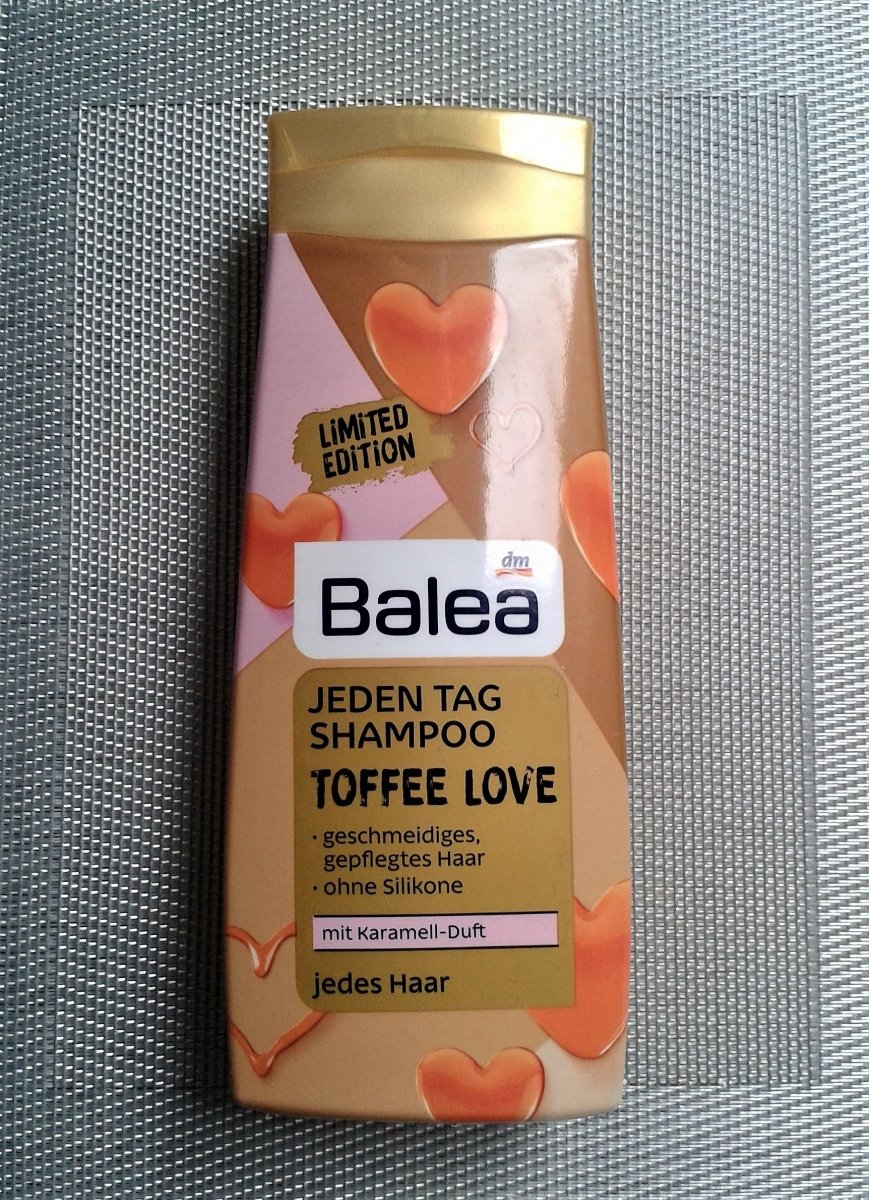 LiMiTED
EDiTiON
dm
Balea
JEDEN TAG
SHAMPOO
TOFFEE LOVE
· geschmeidiges,
gepflegtes Haar
· ohne Silikone
mit Karamell-Duft
jedes Haar